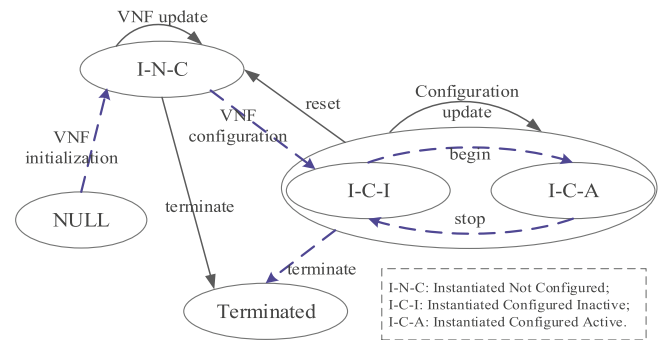 VNF update
I-N-C
VNF
initialization
NULL
reset
VNF
configuration
Configuration
update
begin
I-C-I
I-C-A
stop
terminate
terminate
Terminated
I-N-C: Instantiated Not Configured;
I-C-I: Instantiated Configured Inactive;
I-C-A: Instantiated Configured Active.